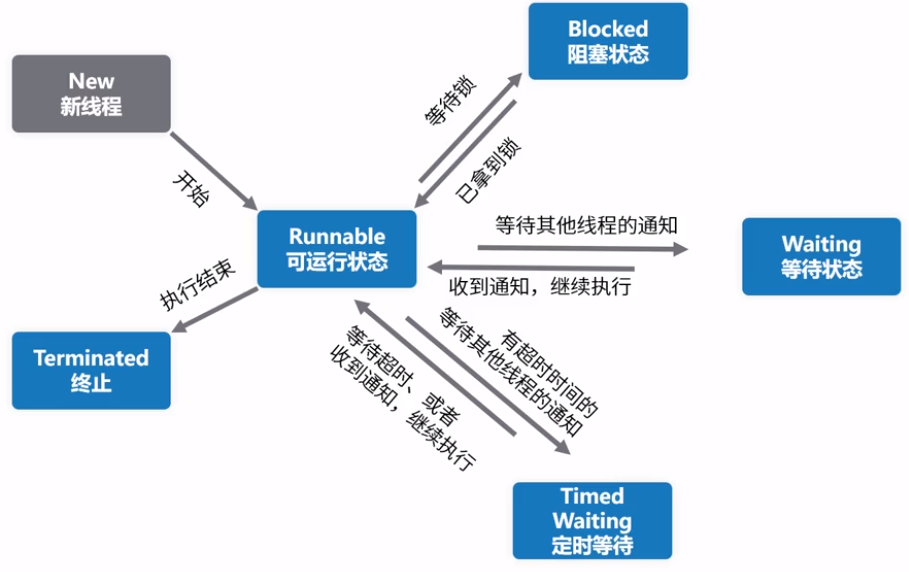 Blocked
阻塞状态
New
新线程
等待锁
已拿到锁
开始
Runnable
可运行状态
等待其他线程的通知
收到通知，继续执行
Waiting
等待状态
执行结束
Terminated
终止
有超时时间的
等待其他线程的通知
等待超时、或者
收到通知，继续执行
Timed
Waiting
定时等待